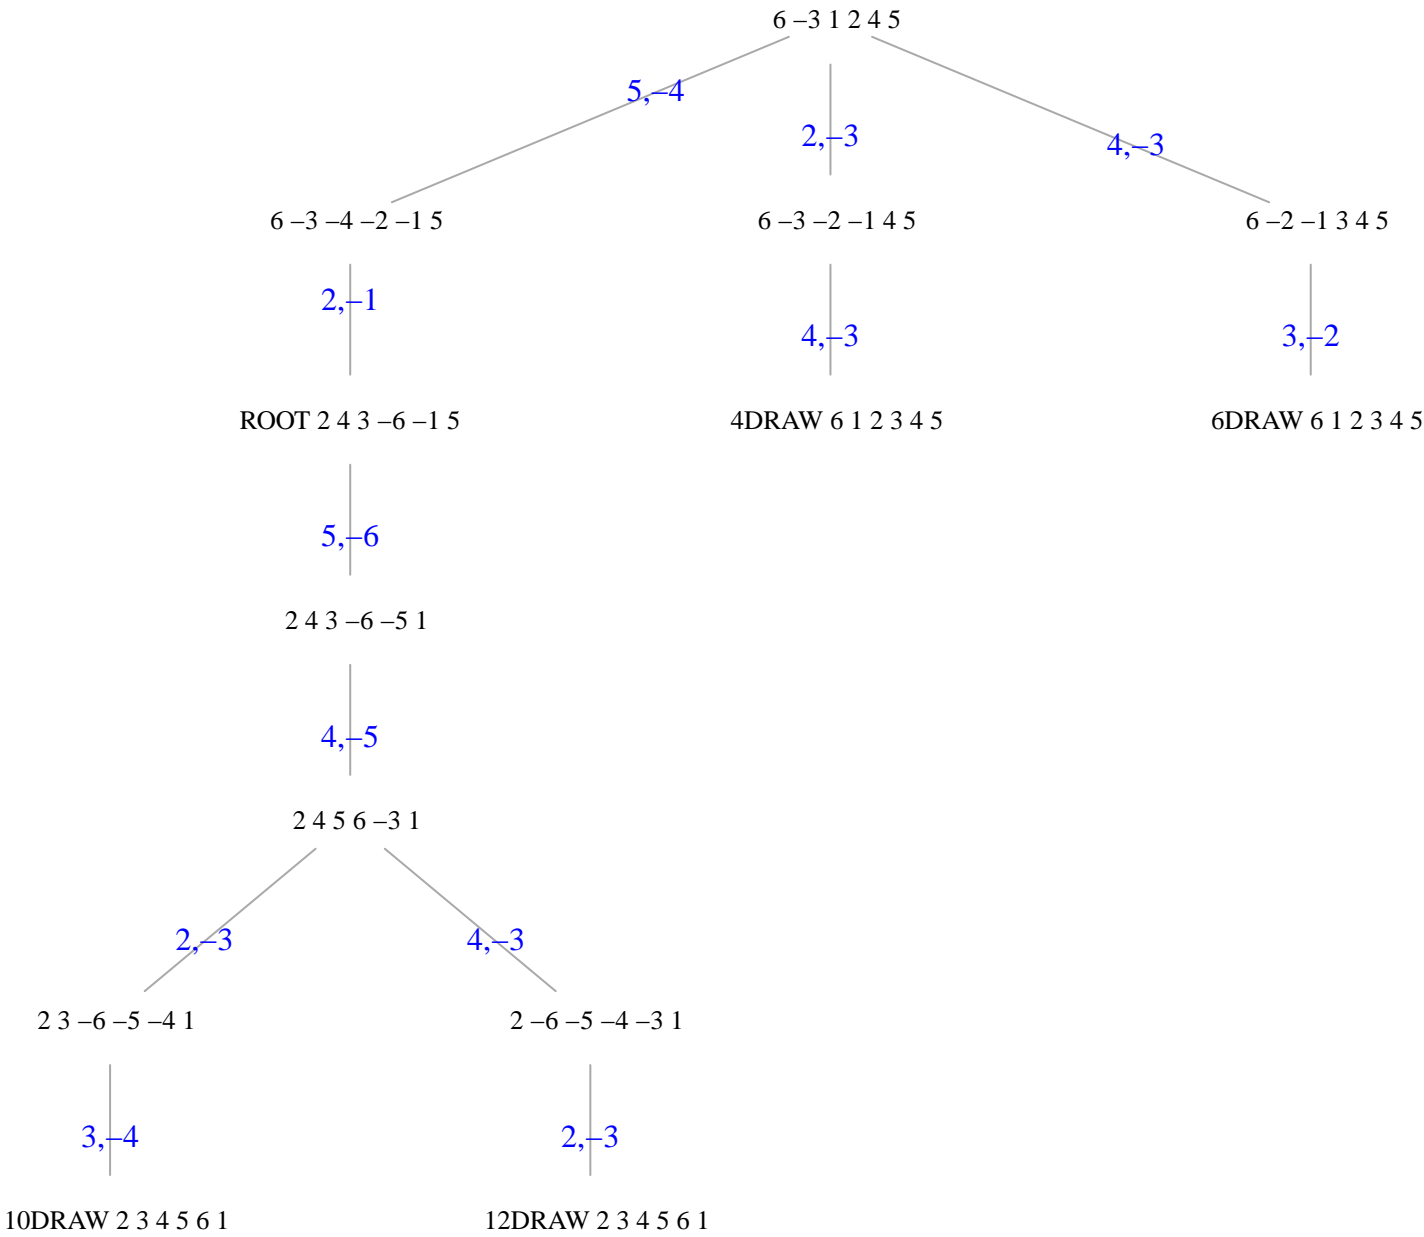 6 –3 1 2 4 5
5,–4
2,–3
4,–3
6 –3 –4 –2 –1 5
6 –3 –2 –1 4 5
6 –2 –1 3 4 5
2,–1
4,–3
3,–2
ROOT 2 4 3 –6 –1 5
4DRAW 6 1 2 3 4 5
6DRAW 6 1 2 3 4 5
5,–6
2 4 3 –6 –5 1
4,–5
2 4 5 6 –3 1
2,–3
4,–3
2 3 –6 –5 –4 1
2 –6 –5 –4 –3 1
3,–4
2,–3
10DRAW 2 3 4 5 6 1
12DRAW 2 3 4 5 6 1